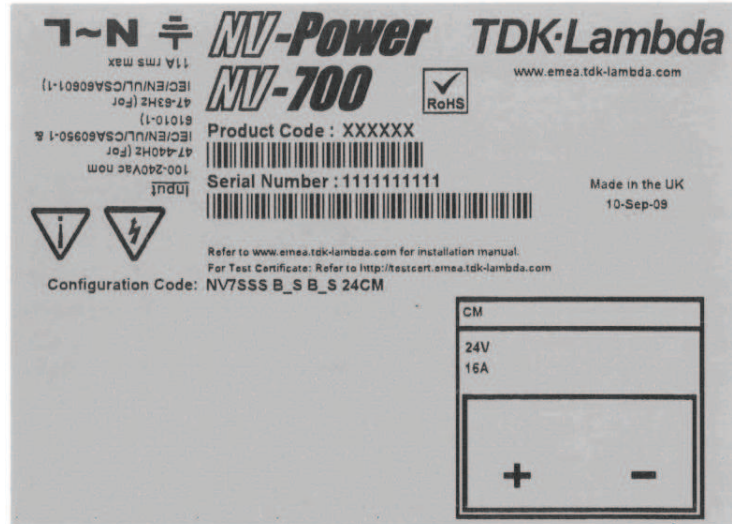 NV-Power
NV-700
TDK·Lambda
www.emea.tdk-lambda.com
RoHS
Product Code : XXXXXX
Serial Number : 1111111111
Made in the UK
10-Sep-09
Refer to www.emea.tdk-lambda.com for installation manual.
For Test Certificate: Refer to http://testcert.emea.tdk-lambda.com
Configuration Code: NV7SSS B_S B_S 24CM
CM
24V
16A
+ -
Input
100-240Vac nom
47-440Hz (For
IEC/EN/UL/CSA60950-1 &
61010-1)
47-63Hz (For
IEC/EN/UL/CSA60601-1)
11A rms max
L~N